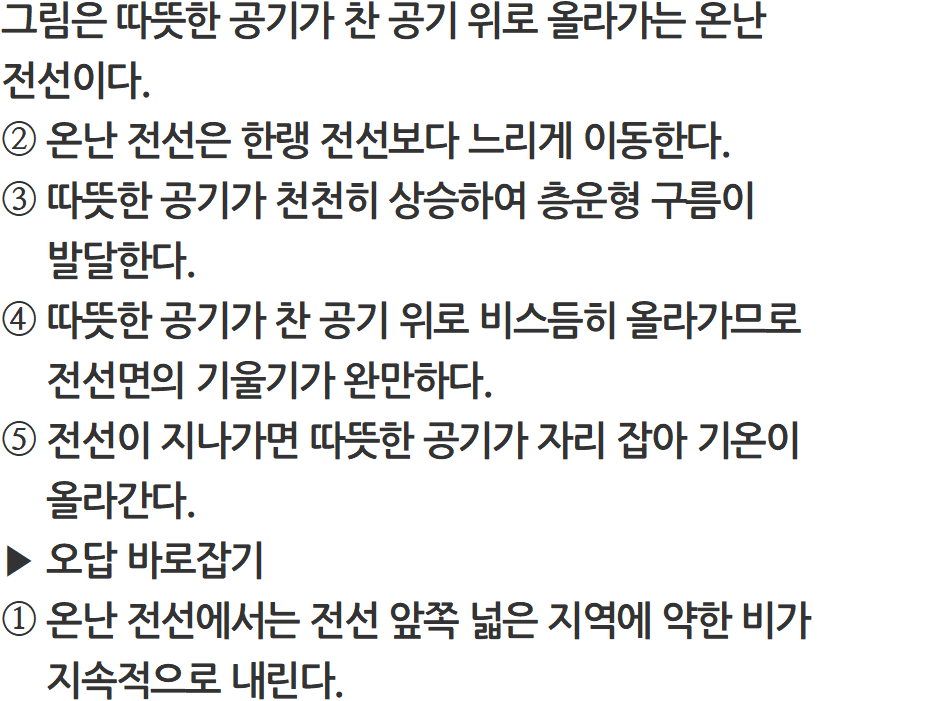 그림은 따뜻한 공기가 찬 공기 위로 올라가는 온난
전선이다.
② 온난 전선은 한랭 전선보다 느리게 이동한다.
③ 따뜻한 공기가 천천히 상승하여 층운형 구름이
발달한다.
④ 따뜻한 공기가 찬 공기 위로 비스듬히 올라가므로
전선면의 기울기가 완만하다.
⑤ 전선이 지나가면 따뜻한 공기가 자리 잡아 기온이
올라간다.
▶ 오답 바로잡기
① 온난 전선에서는 전선 앞쪽 넓은 지역에 약한 비가
지속적으로 내린다.